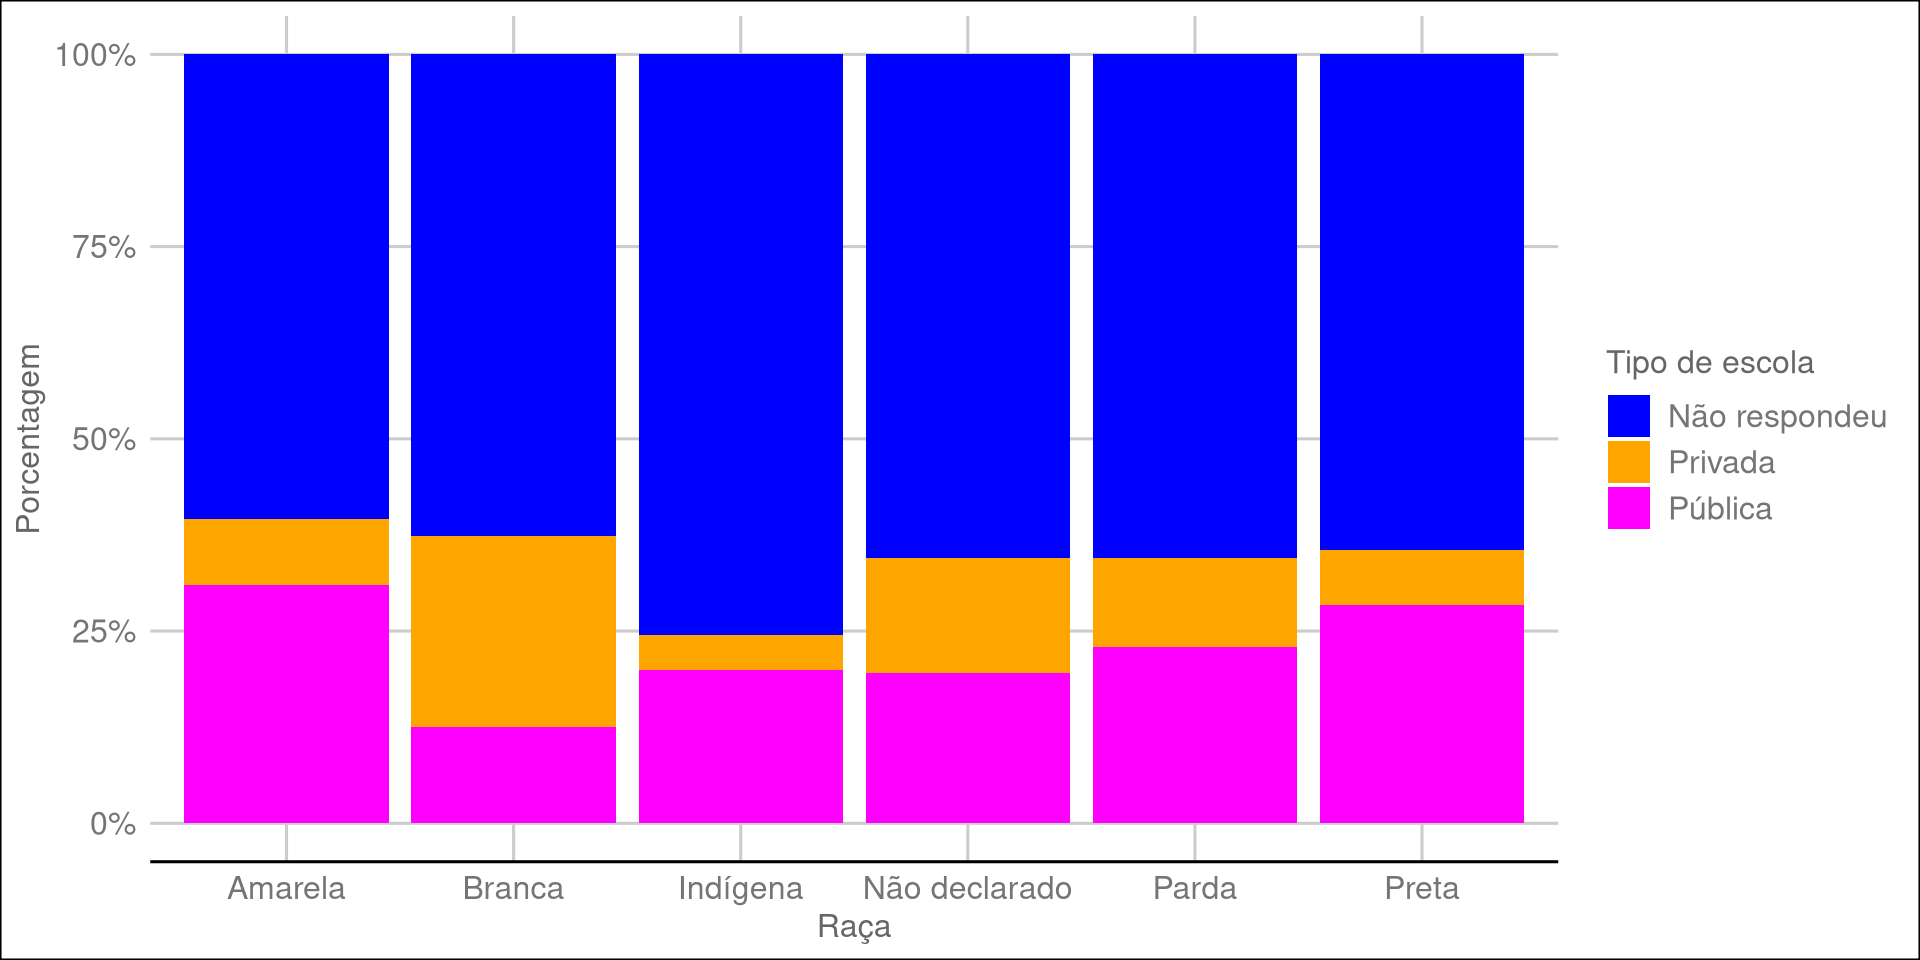 100%
75%
50%
25%
0%
Porcentagem
Amarela
Branca
Indígena
Não declarado
Parda
Preta
Raça
Tipo de escola
Não respondeu
Privada
Pública